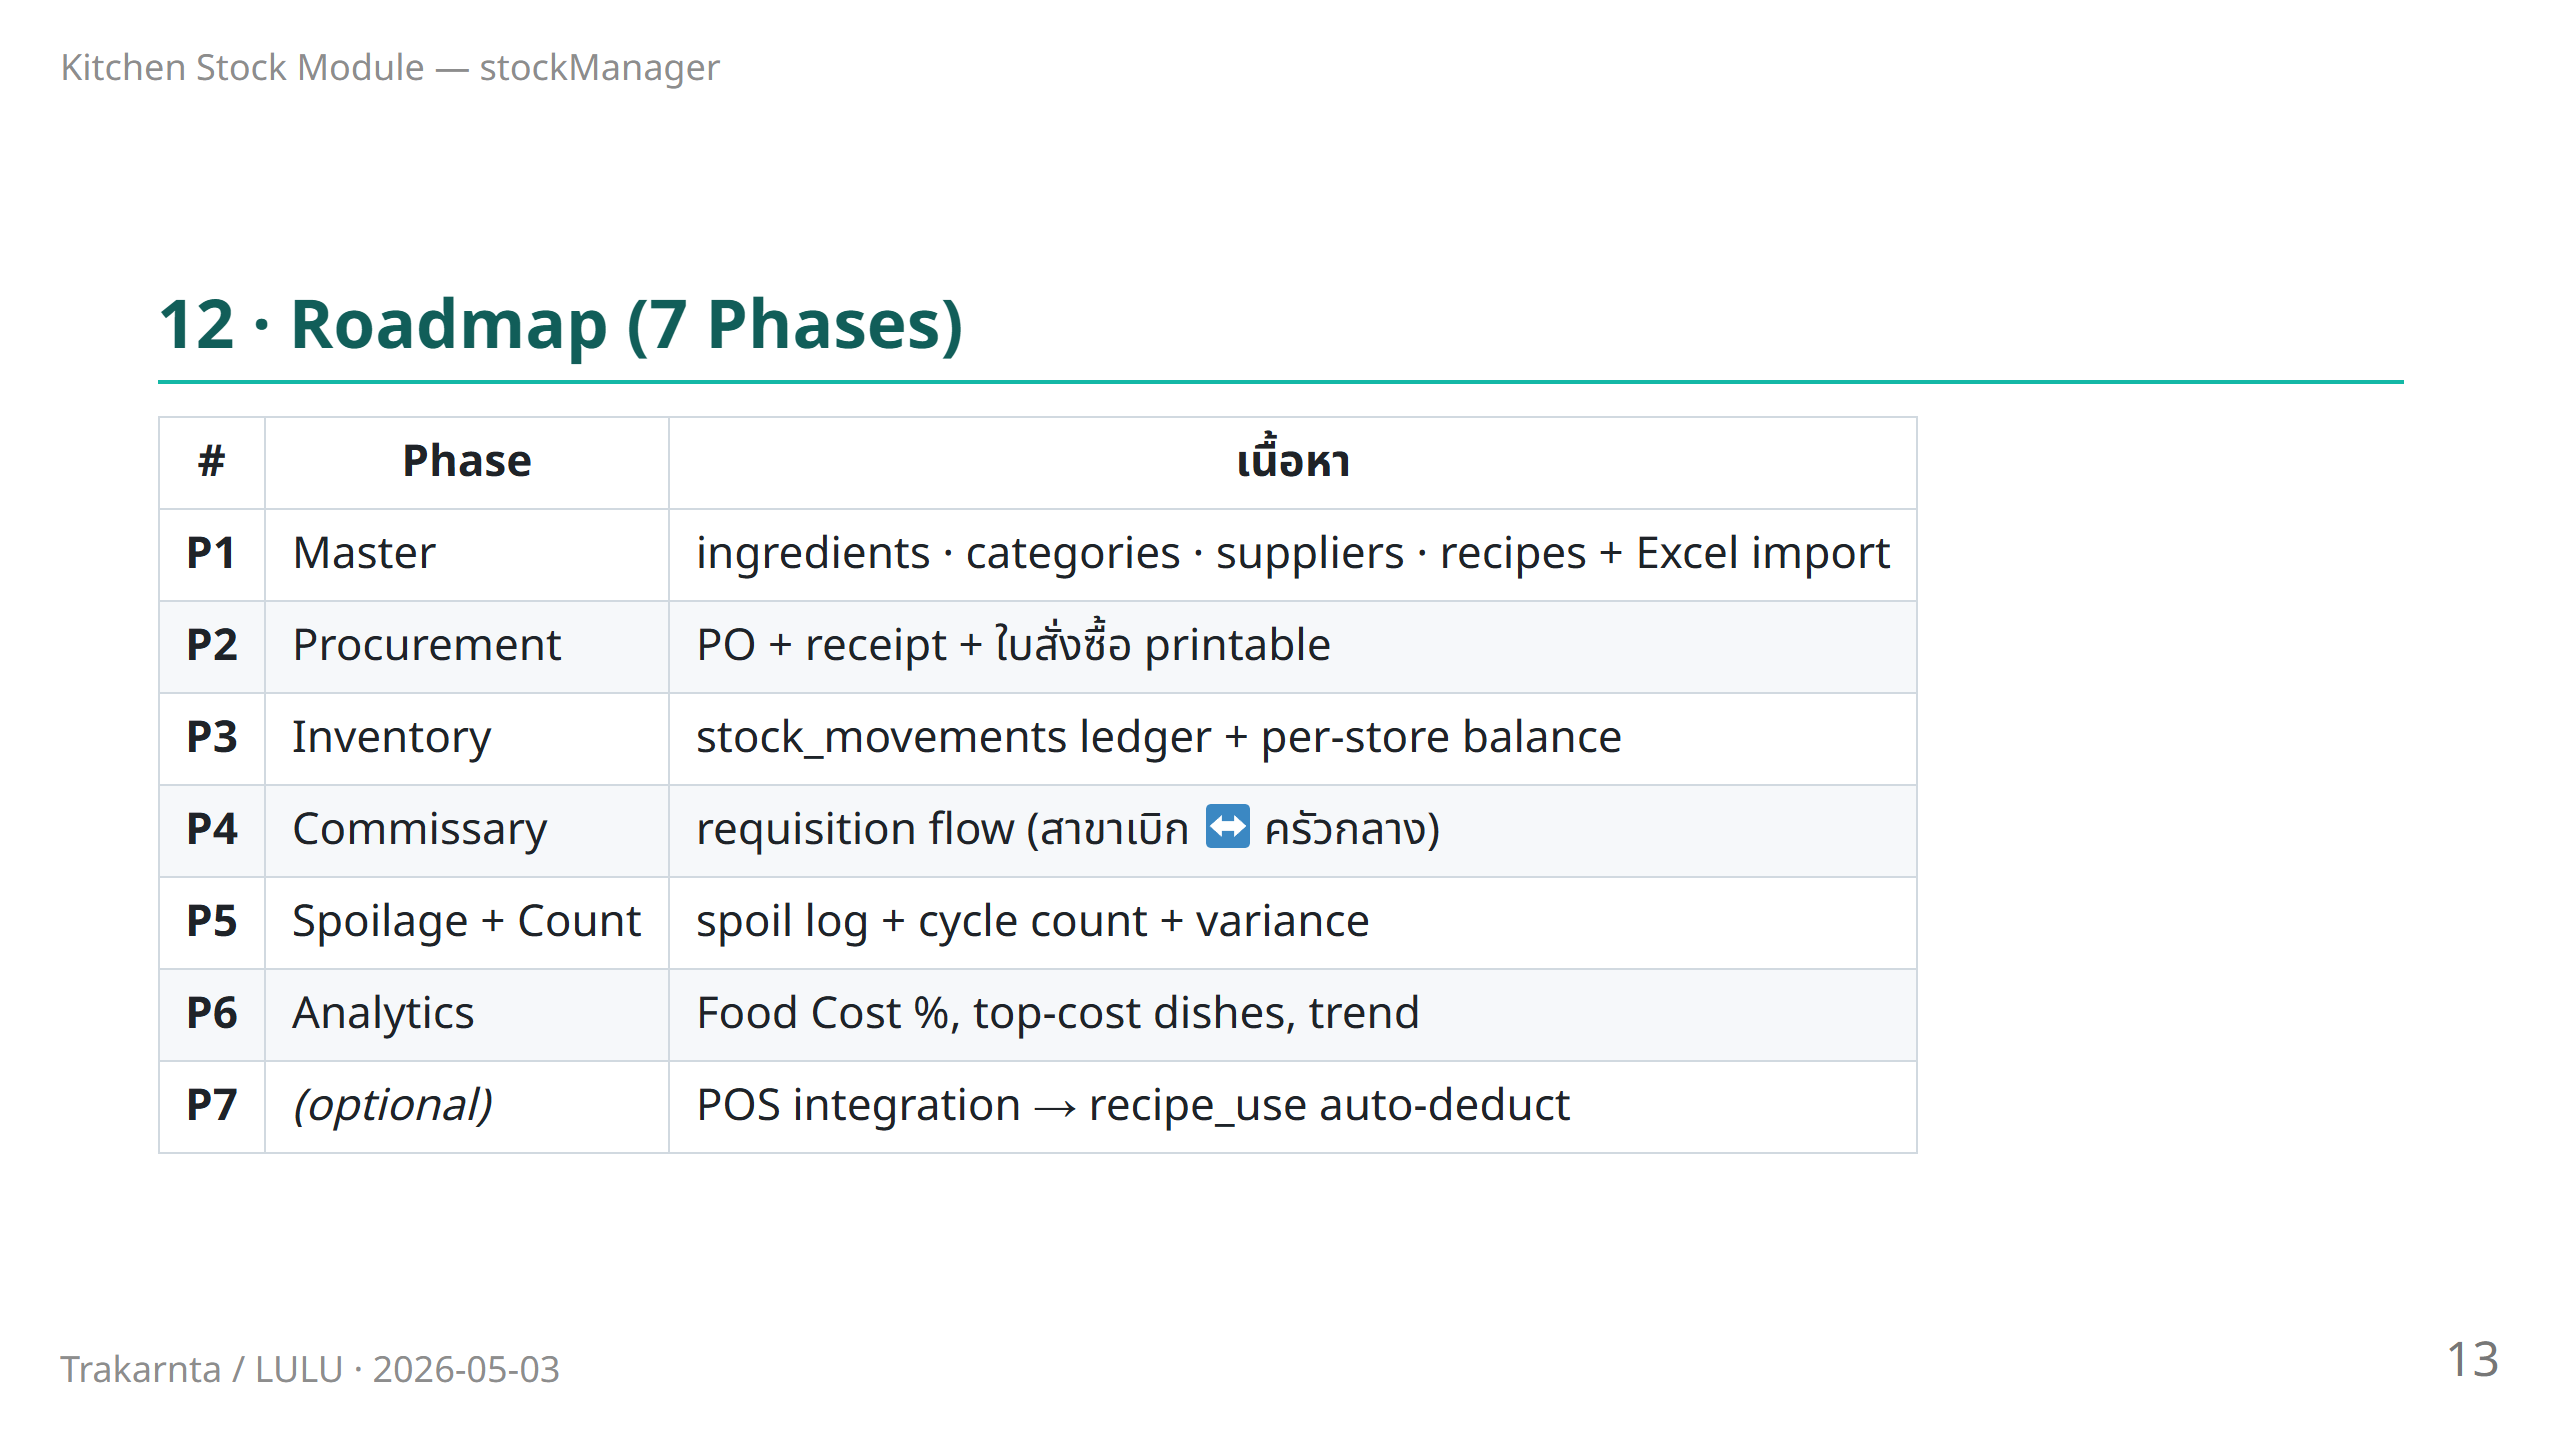 Kitchen Stock Module — stockManager
12 · Roadmap (7 Phases)
# Phase เนื้อหา
P1 Master ingredients · categories · suppliers · recipes + Excel import
P2 Procurement PO + receipt + ใบสั่งซื้อ printable
P3 Inventory stock_movements ledger + per-store balance
P4 Commissary requisition flow (สาขาเบิก ↔️ ครัวกลาง)
P5 Spoilage + Count spoil log + cycle count + variance
P6 Analytics Food Cost %, top-cost dishes, trend
P7 (optional) POS integration → recipe_use auto-deduct
Trakarnta / LULU · 2026-05-03
13